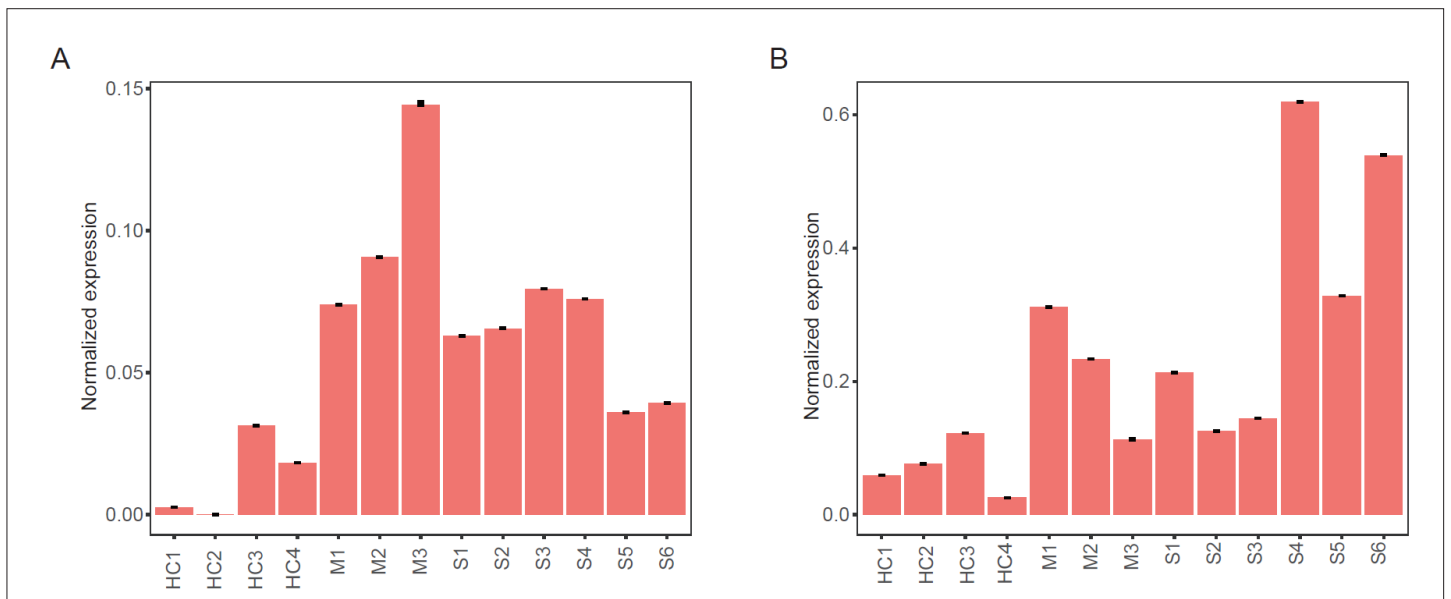 A
Normalized expression
0.15
0.10
0.05
0.00
HC1
HC2
HC3
HC4
M1
M2
M3
S1
S2
S3
S4
S5
S6
B
Normalized expression
0.6
0.4
0.2
0.0
HC1
HC2
HC3
HC4
M1
M2
M3
S1
S2
S3
S4
S5
S6